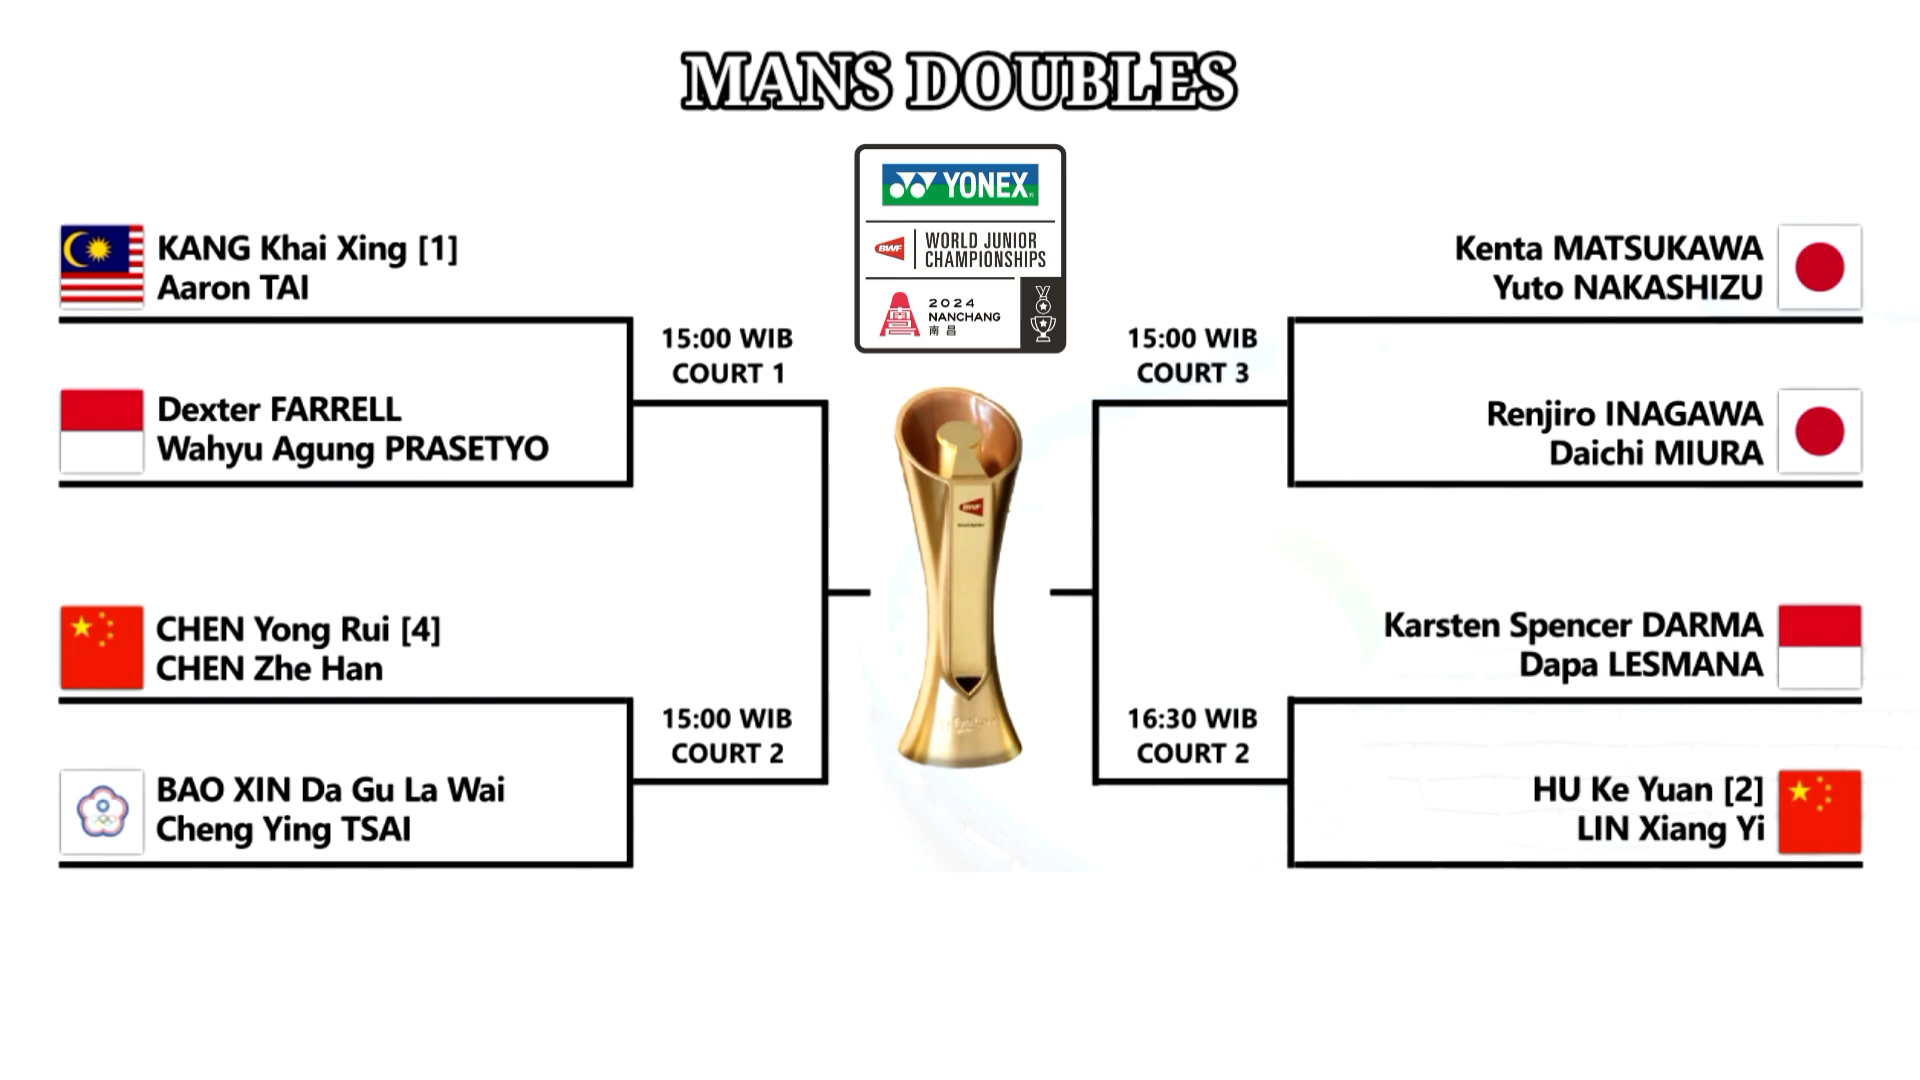 MANS DOUBLES
YONEX
BWF
WORLD JUNIOR
CHAMPIONSHIPS
2024
NANCHANG
南昌
KANG Khai Xing [1]
Aaron TAI
Dexter FARRELL
Wahyu Agung PRASETYO
15:00 WIB
COURT 1
CHEN Yong Rui [4]
CHEN Zhe Han
BAO XIN Da Gu La Wai
Cheng Ying TSAI
15:00 WIB
COURT 2
BWF
Kenta MATSUKAWA
Yuto NAKASHIZU
Renjiro INAGAWA
Daichi MIURA
15:00 WIB
COURT 3
Karsten Spencer DARMA
Dapa LESMANA
HU Ke Yuan [2]
LIN Xiang Yi
16:30 WIB
COURT 2